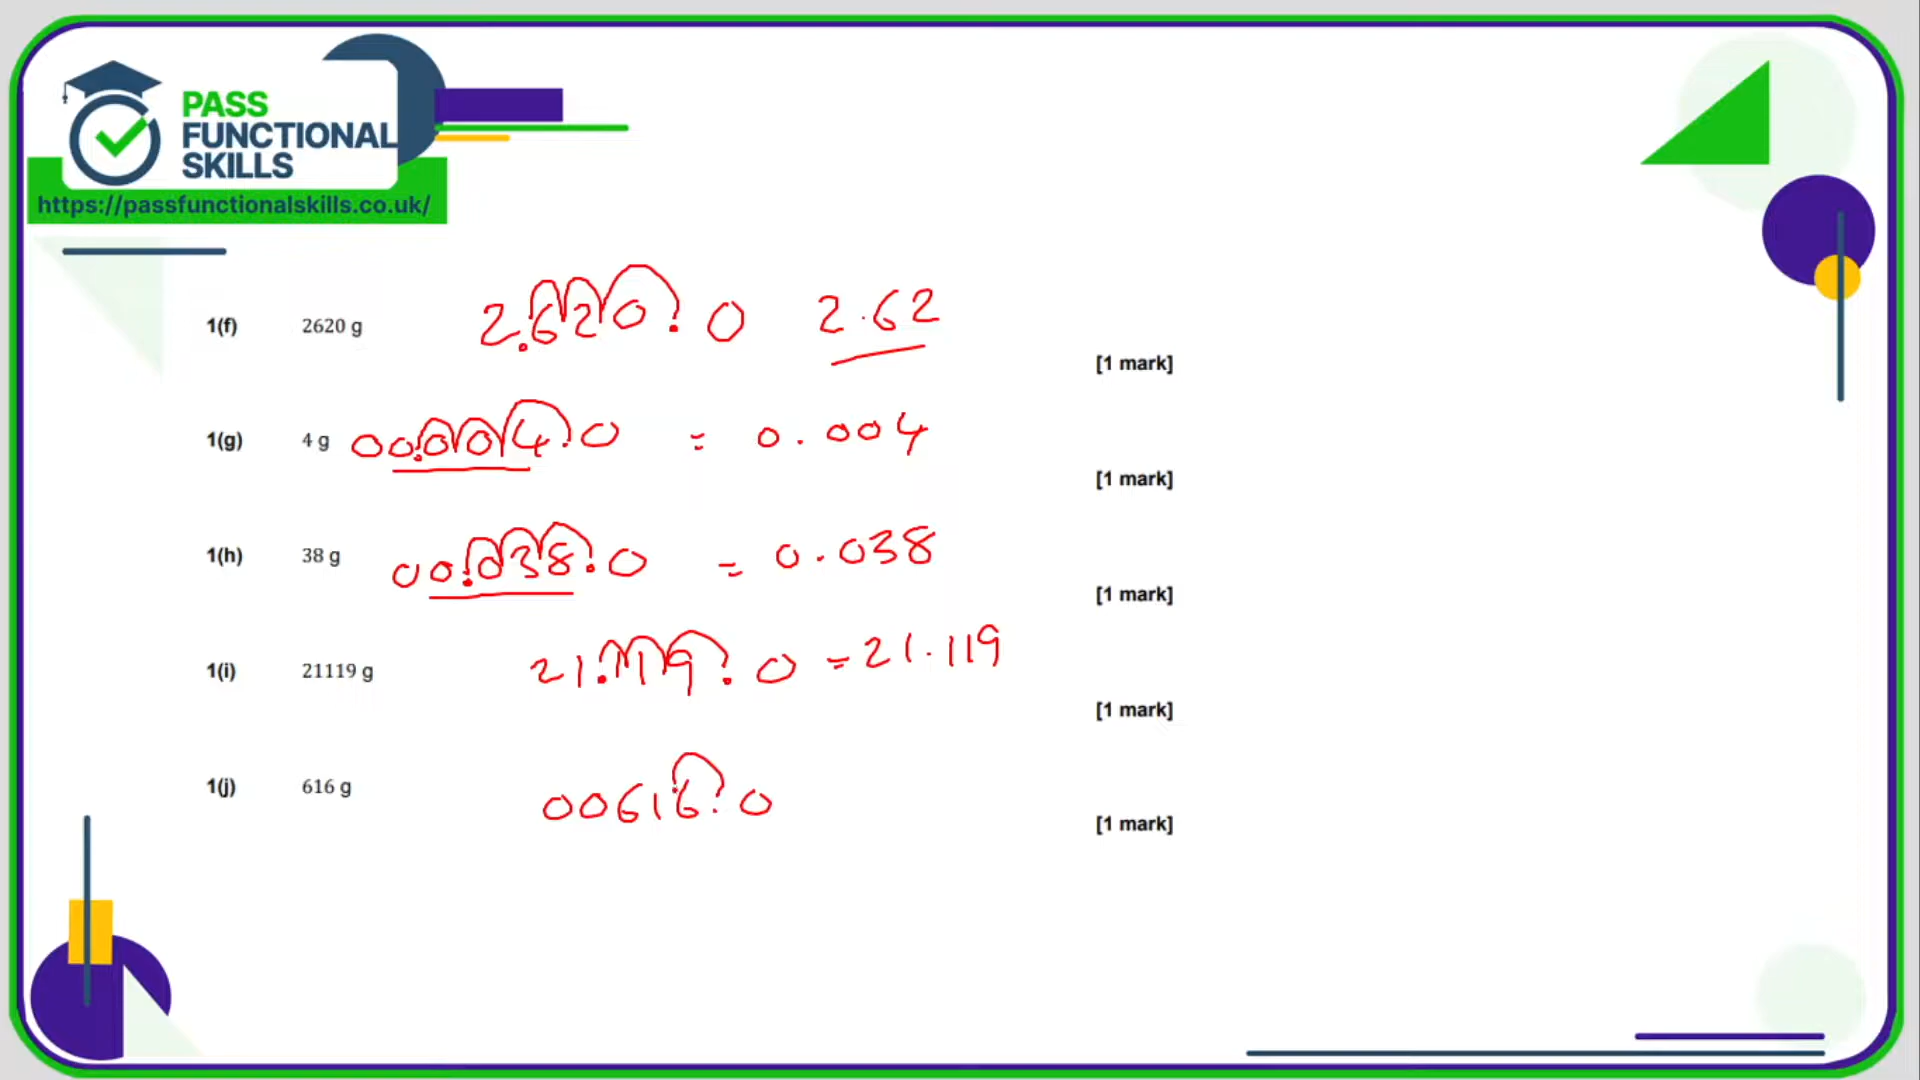 PASS
FUNCTIONAL
SKILLS
https://passfunctionalskills.co.uk/
1(f) 2620 g 2.620.0 2.62
[1 mark]
1(g) 4 g 00.004.0 = 0.004
[1 mark]
1(h) 38 g 00.038.0 = 0.038
[1 mark]
1(i) 21119 g 21.119.0 = 21.119
[1 mark]
1(j) 616 g 00616.0
[1 mark]